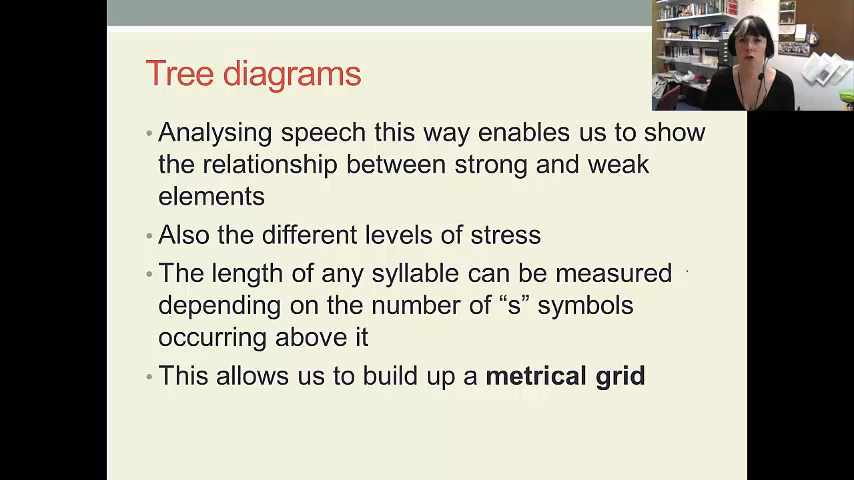 Tree diagrams
• Analysing speech this way enables us to show
the relationship between strong and weak
elements
• Also the different levels of stress
• The length of any syllable can be measured
depending on the number of “s” symbols
occurring above it
• This allows us to build up a metrical grid